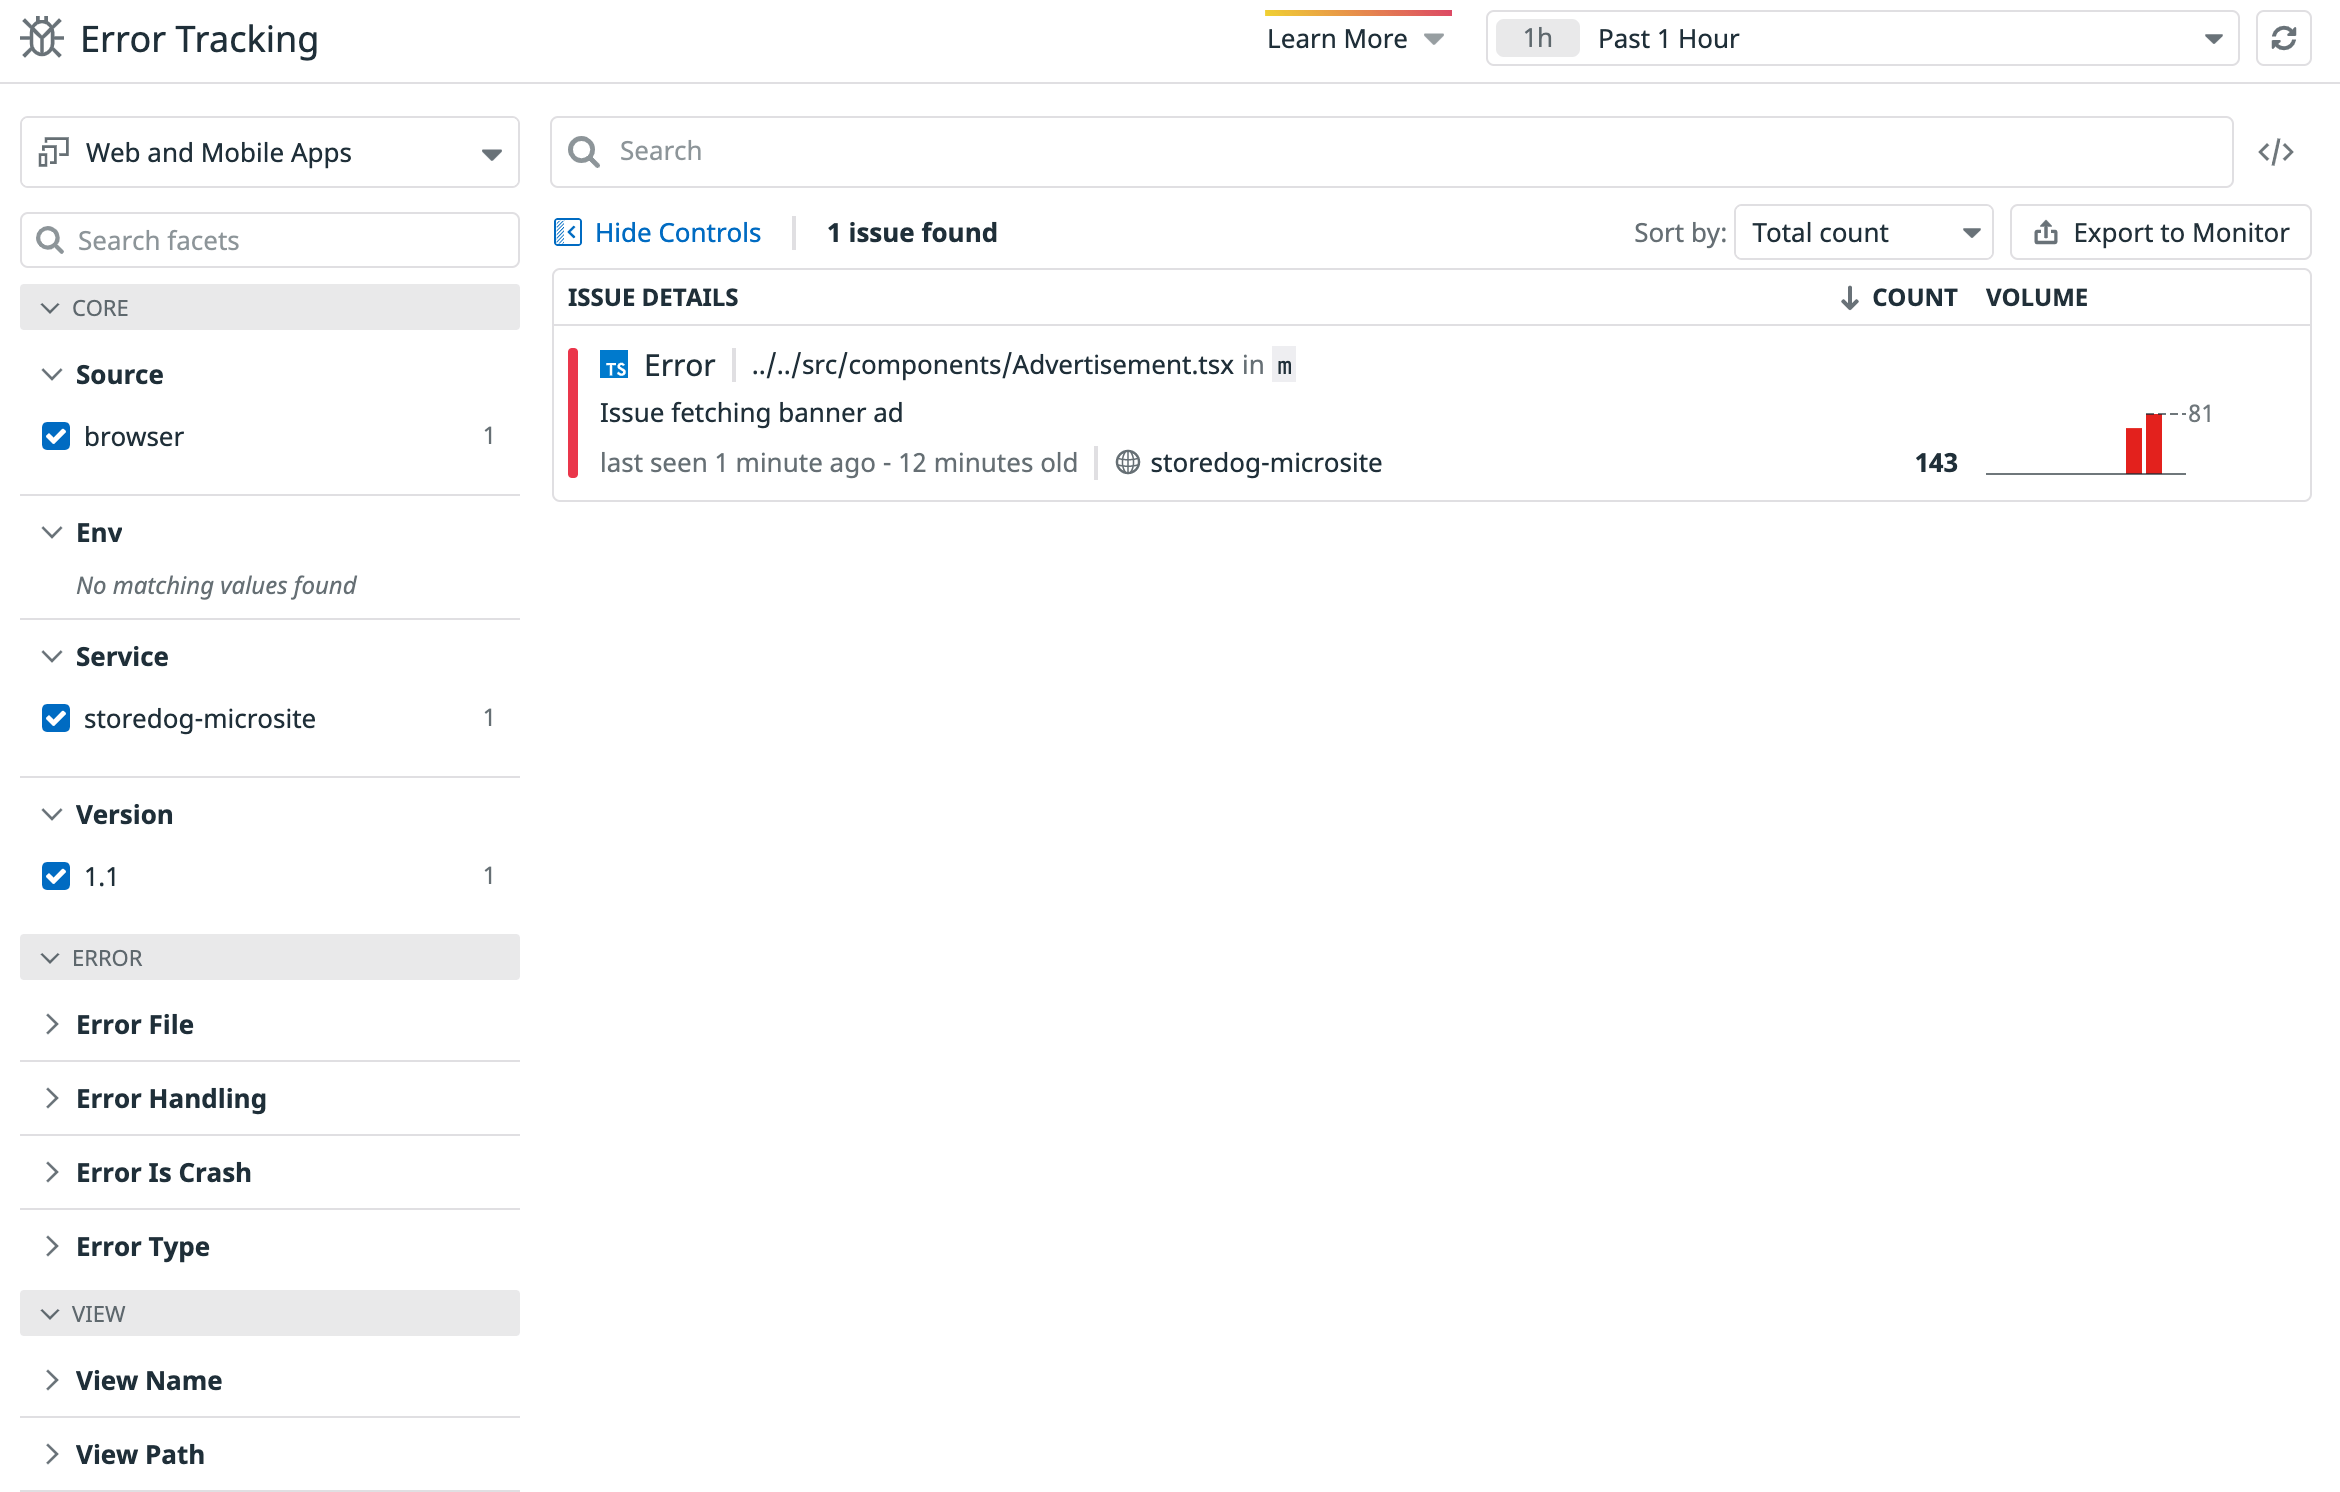 Error Tracking
Learn More
1h Past 1 Hour
Web and Mobile Apps
Search
</>
Search facets
Hide Controls
1 issue found
Sort by: Total count
Export to Monitor
CORE
Source
browser 1
Env
No matching values found
Service
storedog-microsite 1
Version
1.1 1
ERROR
Error File
Error Handling
Error Is Crash
Error Type
VIEW
View Name
View Path
ISSUE DETAILS COUNT VOLUME
TS Error ../../src/components/Advertisement.tsx in m
Issue fetching banner ad
81
last seen 1 minute ago - 12 minutes old storedog-microsite 143